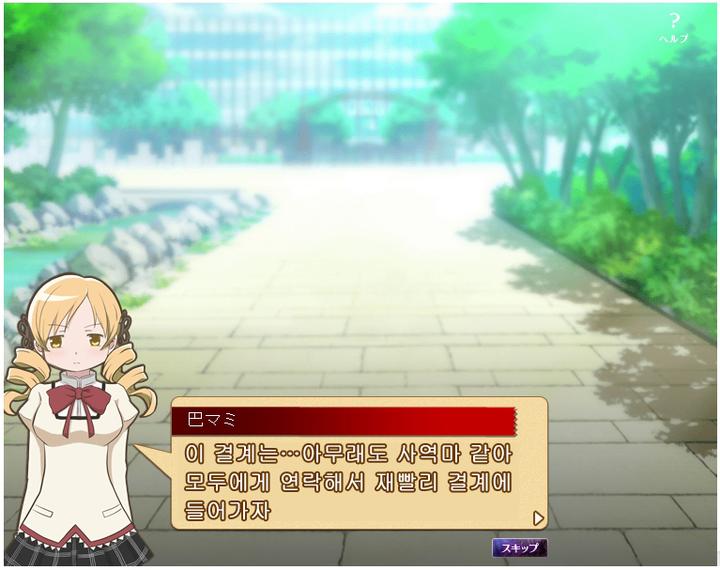 ?
ヘルプ
巴マミ
이 결계는…아무래도 사역마 같아
모두에게 연락해서 재빨리 결계에
들어가자
スキップ